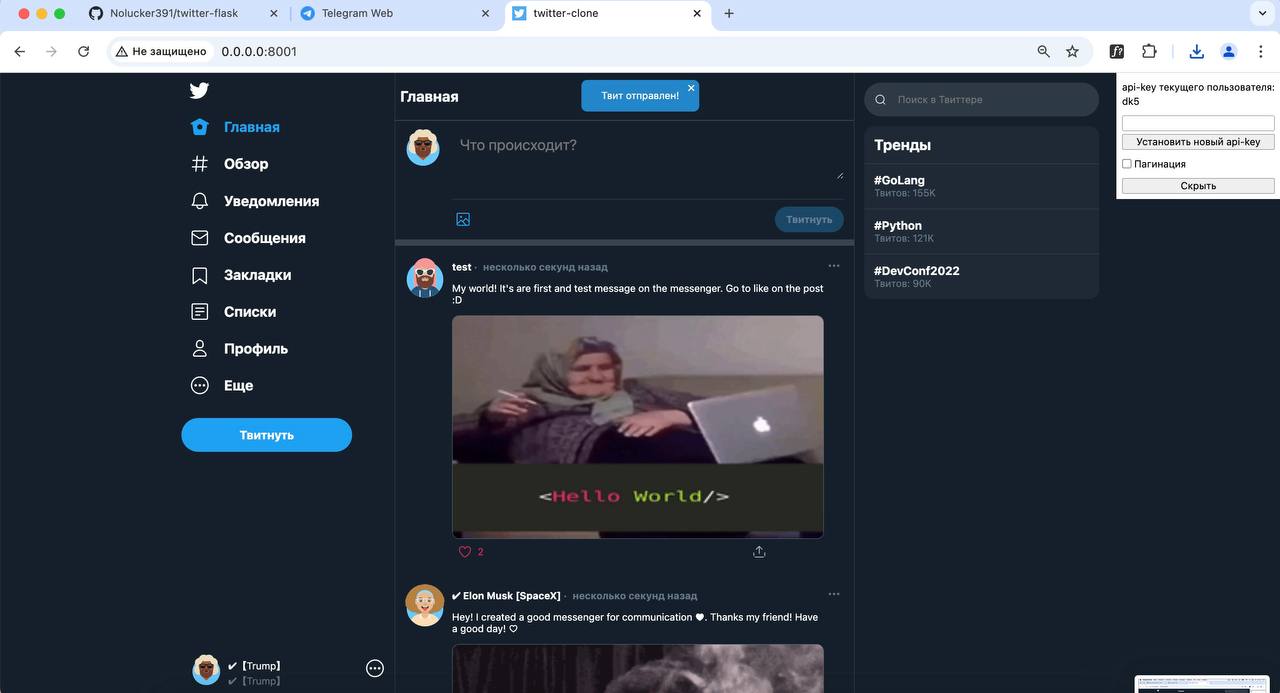 Nolucker391/twitter-flask
Telegram Web
twitter-clone
Не защищено
0.0.0.0:8001
Главная
Обзор
Уведомления
Сообщения
Закладки
Списки
Профиль
Еще
Твитнуть
✔【Trump】
✔【Trump】
Главная
Твит отправлен!
Что происходит?
Твитнуть
test · несколько секунд назад
My world! It's are first and test message on the messenger. Go to like on the post
:D
<Hello World/>
2
✔ Elon Musk [SpaceX] · несколько секунд назад
Hey! I created a good messenger for communication 🖤. Thanks my friend! Have
a good day! ♡
Поиск в Твиттере
Тренды
#GoLang
Твитов: 155K
#Python
Твитов: 121K
#DevConf2022
Твитов: 90K
api-key текущего пользователя:
dk5
Установить новый api-key
Пагинация
Скрыть